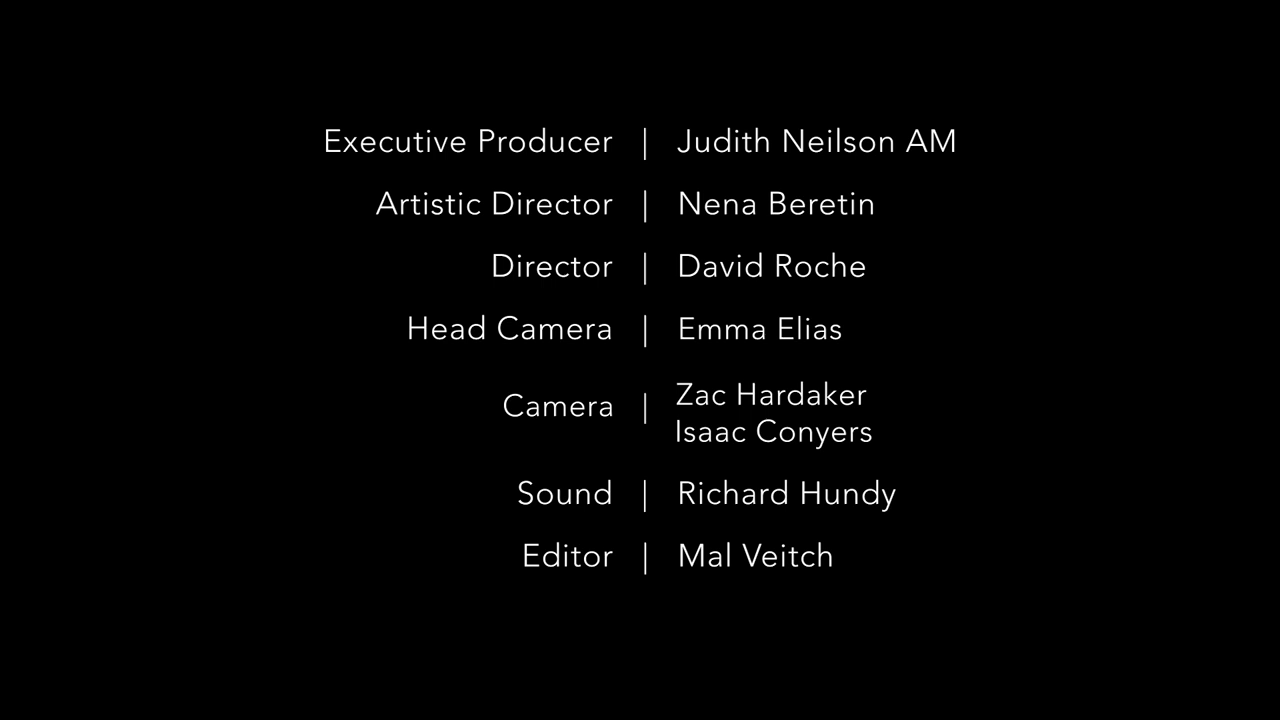 Executive Producer | Judith Neilson AM
Artistic Director | Nena Beretin
Director | David Roche
Head Camera | Emma Elias
Camera | Zac Hardaker
Isaac Conyers
Sound | Richard Hundy
Editor | Mal Veitch